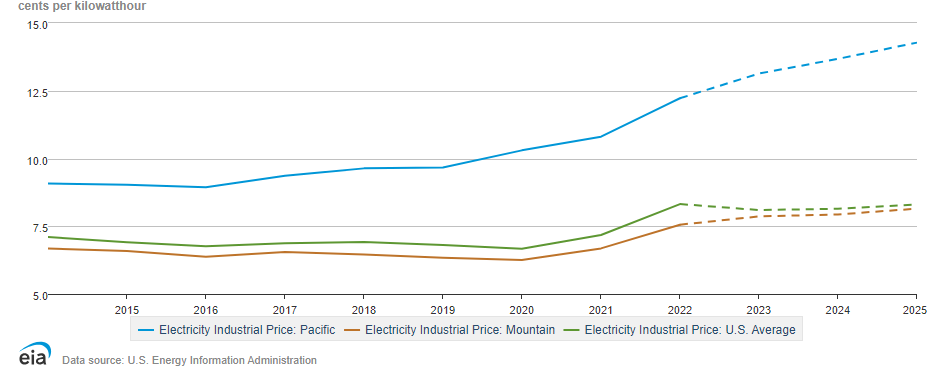 cents per kilowatthour
15.0
12.5
10.0
7.5
5.0
2015 2016 2017 2018 2019 2020 2021 2022 2023 2024 2025
Electricity Industrial Price: Pacific Electricity Industrial Price: Mountain Electricity Industrial Price: U.S. Average
eia Data source: U.S. Energy Information Administration